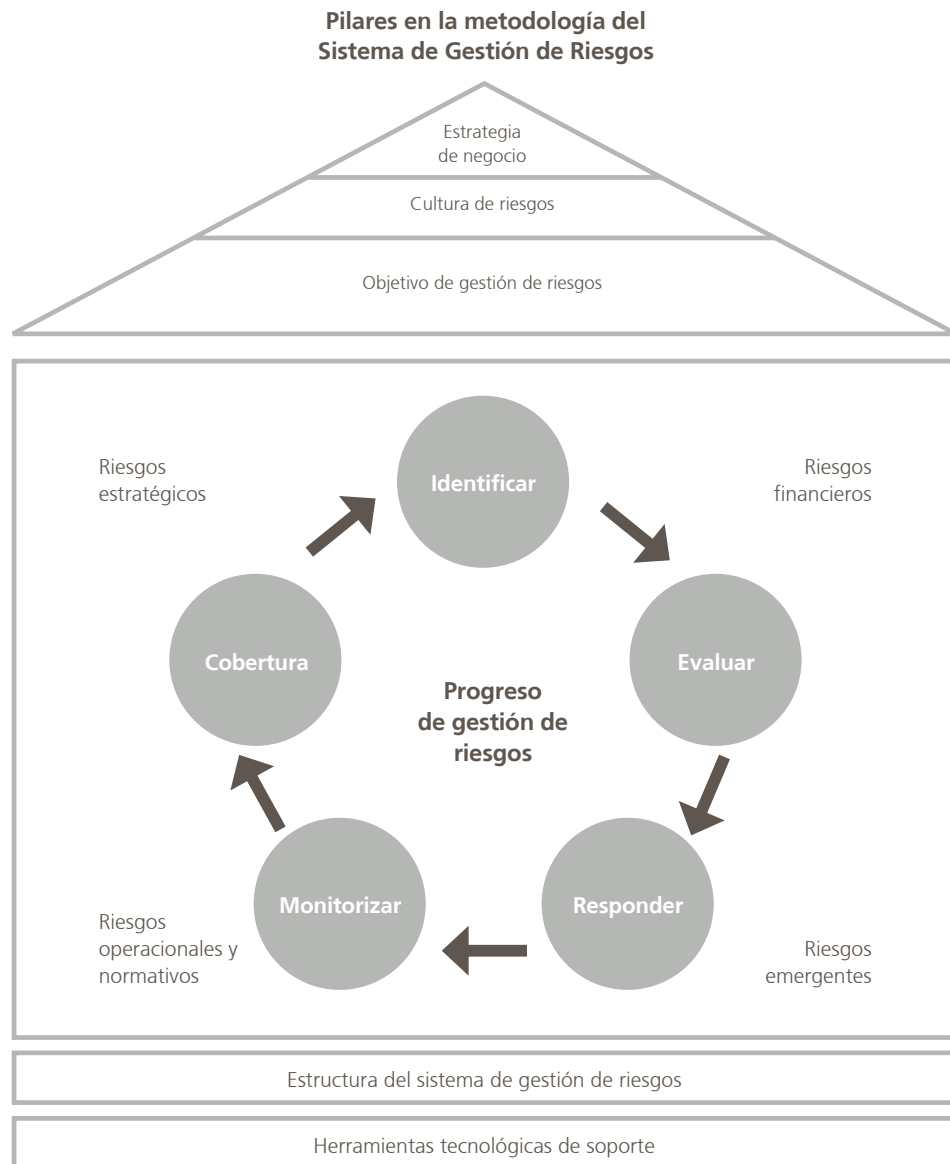 Pilares en la metodología del
Sistema de Gestión de Riesgos
Estrategia
de negocio
Cultura de riesgos
Objetivo de gestión de riesgos
Riesgos
estratégicos
Identificar
Riesgos
financieros
Cobertura
Evaluar
Progreso
de gestión de
riesgos
Monitorizar
Responder
Riesgos
operacionales y
normativos
Riesgos
emergentes
Estructura del sistema de gestión de riesgos
Herramientas tecnológicas de soporte